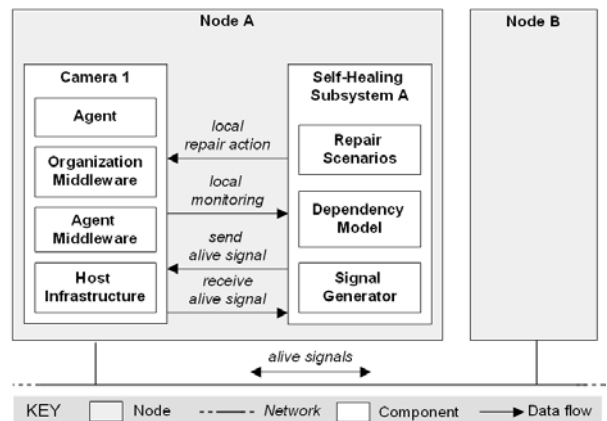 Node A
Node B
Camera 1
Agent
Organization
Middleware
Agent
Middleware
Host
Infrastructure
local
repair action
local
monitoring
send
alive signal
receive
alive signal
Self-Healing
Subsystem A
Repair
Scenarios
Dependency
Model
Signal
Generator
alive signals
KEY
Node
Network
Component
Data flow